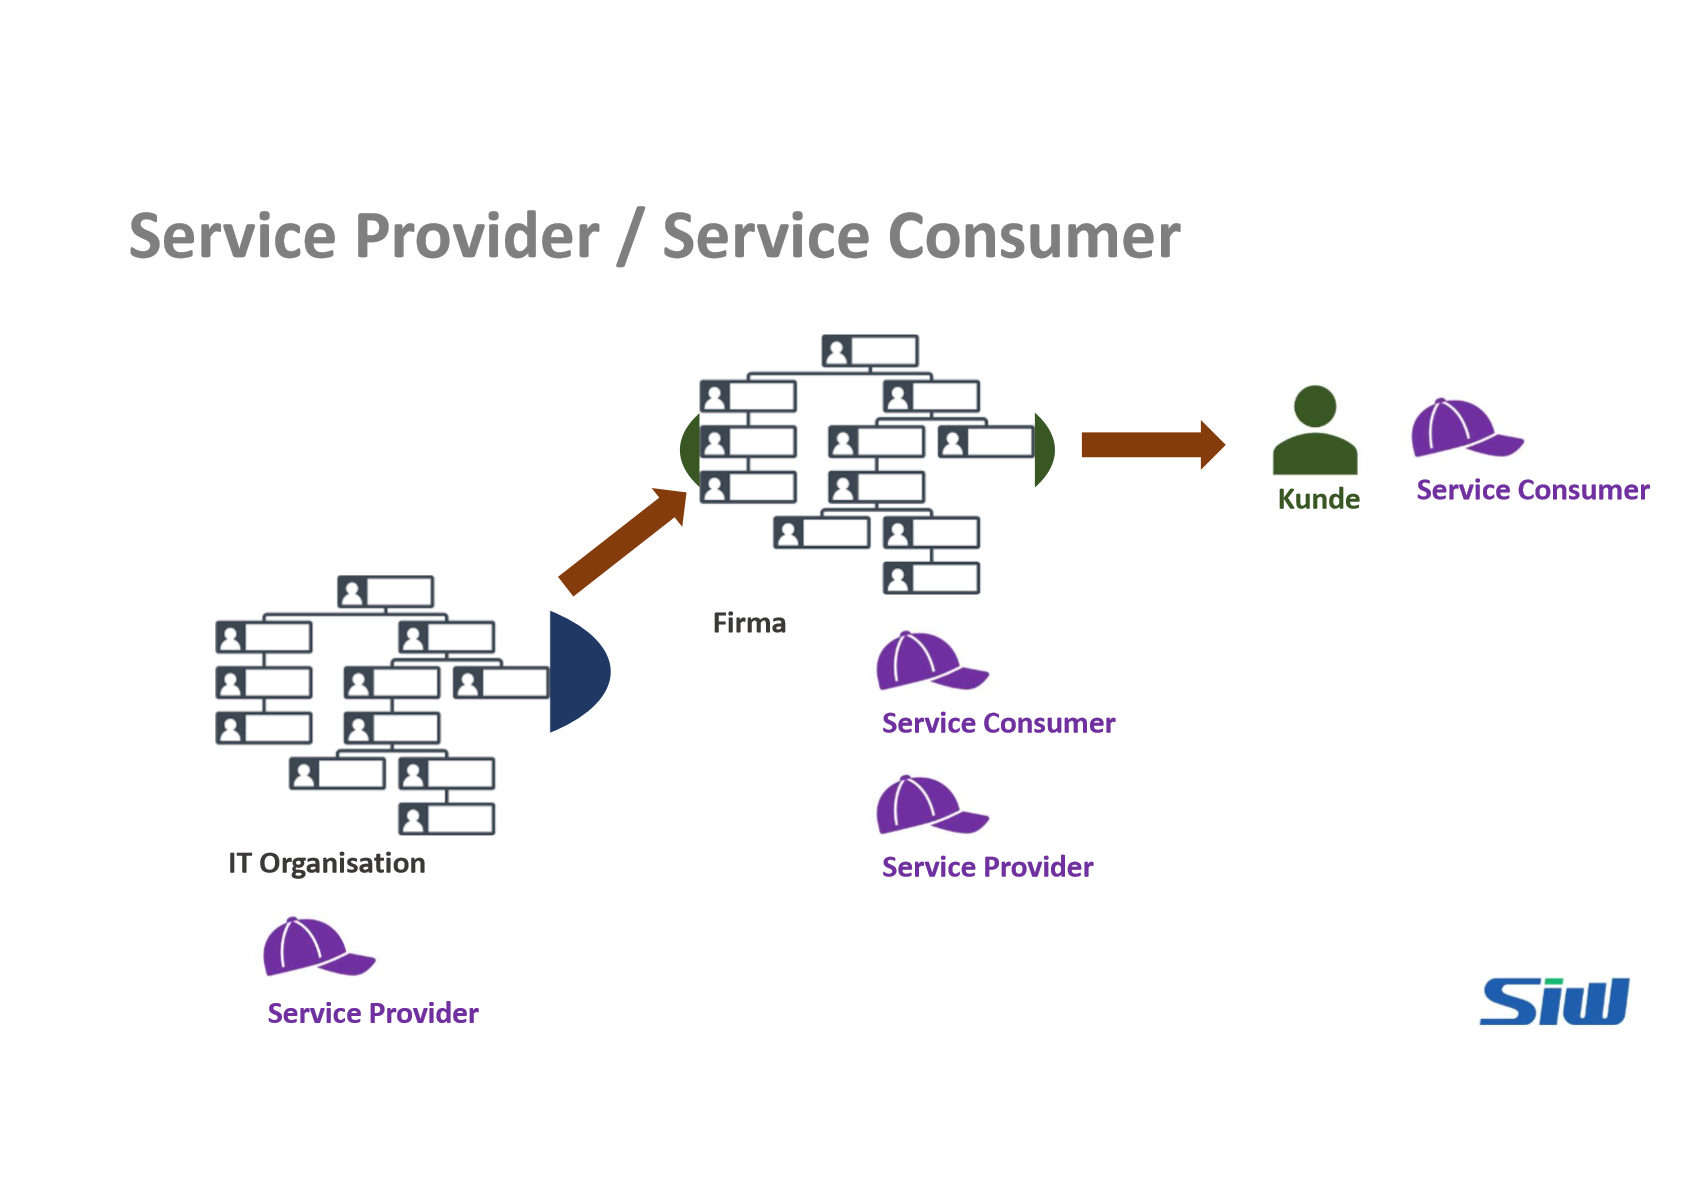 Service Provider / Service Consumer
Kunde
Service Consumer
Firma
Service Consumer
Service Provider
IT Organisation
Service Provider
Siw